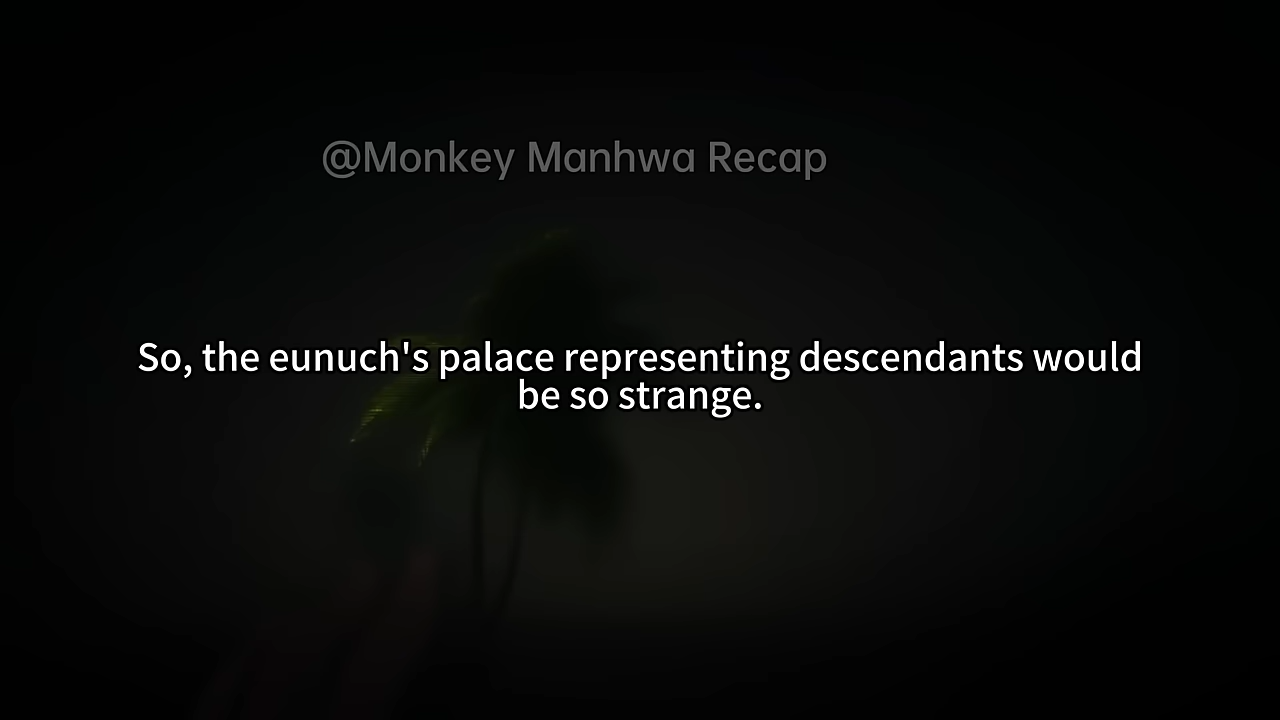 @Monkey Manhwa Recap
So, the eunuch's palace representing descendants would
be so strange.